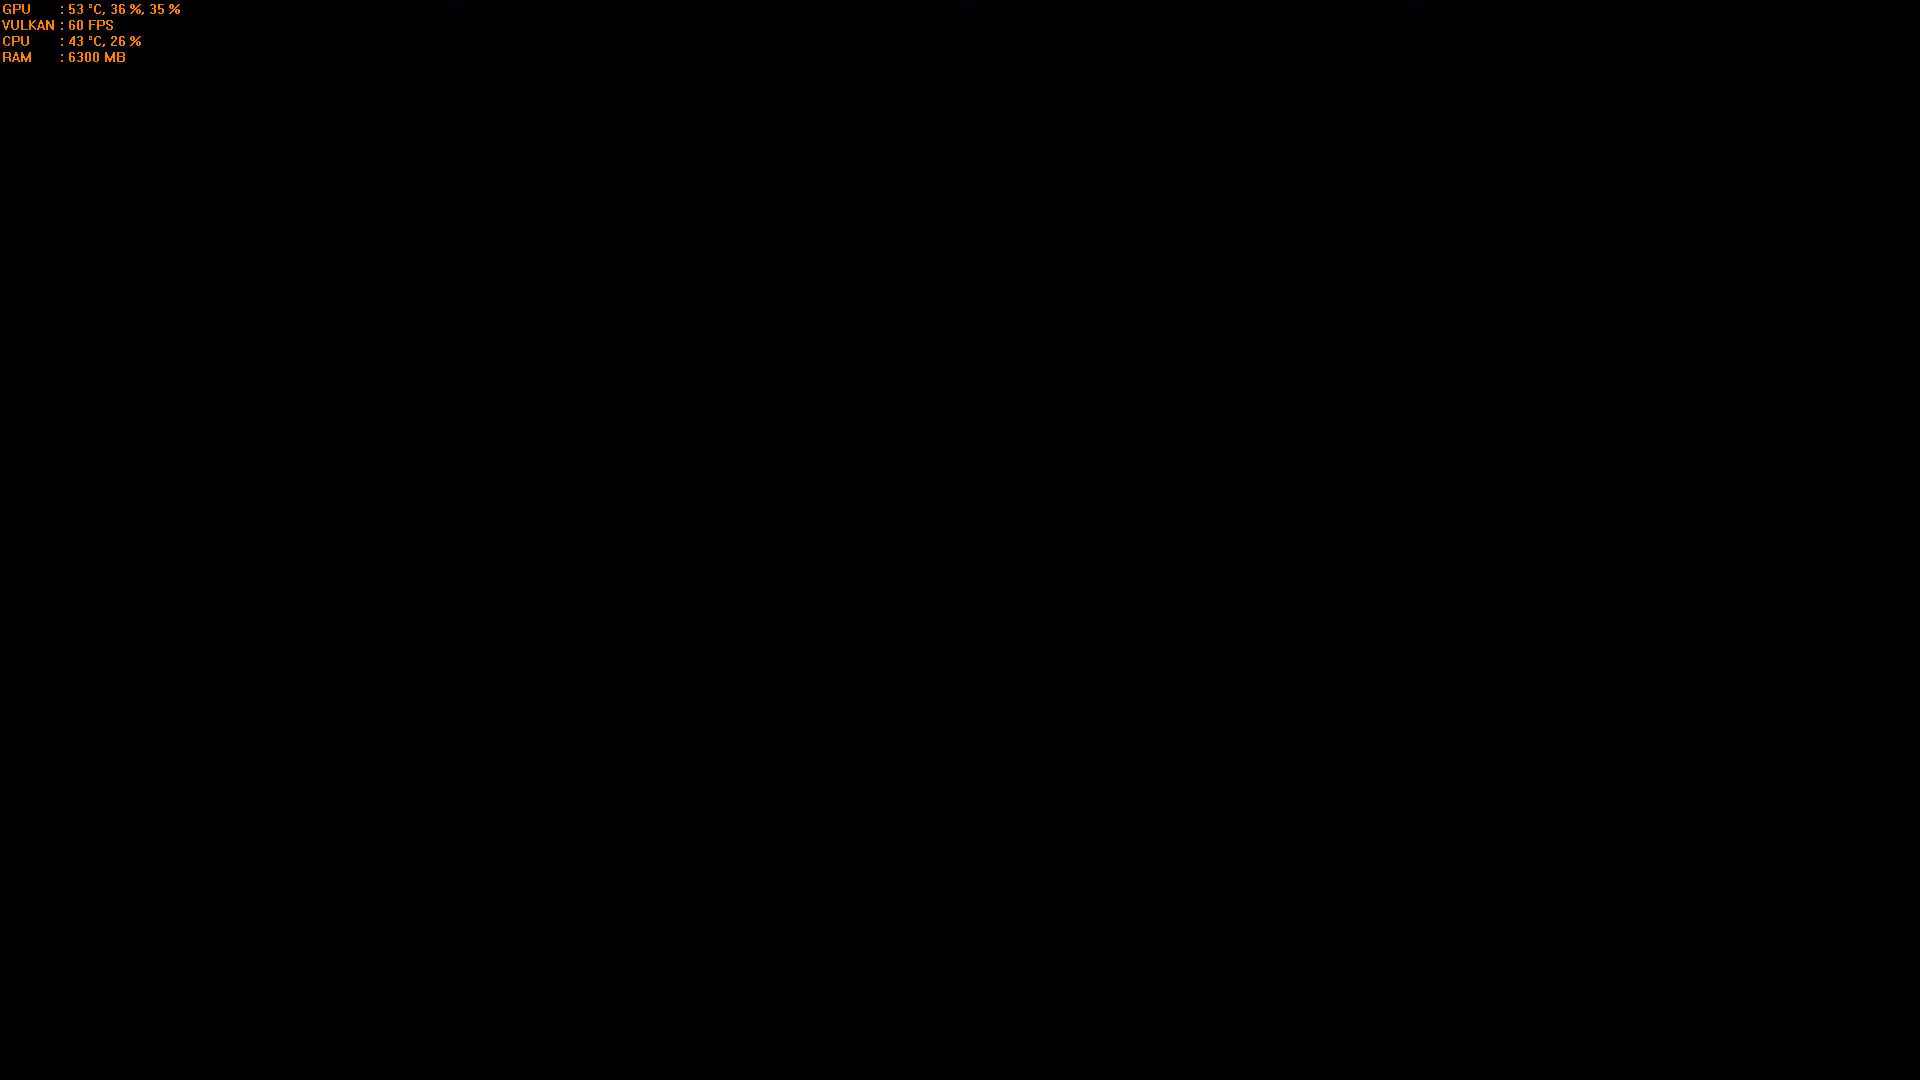 GPU : 53 °C, 36 %, 35 %
VULKAN : 60 FPS
CPU : 43 °C, 26 %
RAM : 6300 MB